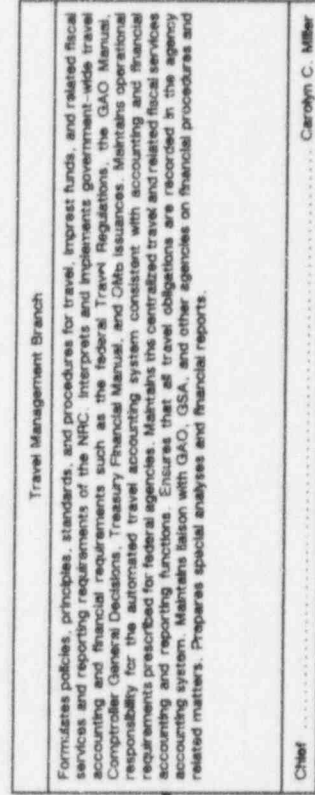 Travel Management Branch
Formulates policies, principles, standards, and procedures for travel, imprest funds, and related fiscal
services and reporting requirements of the NRC. Interprets and implements government-wide travel
accounting and financial requirements such as the federal Travel Regulations, the GAO Manual,
Comptroller General Decisions, Treasury Financial Manual, and OMB issuances. Maintains operational
responsibility for the automated travel accounting system consistent with accounting and financial
requirements prescribed for federal agencies. Maintains the centralized travel and related fiscal services
accounting and reporting functions. Ensures that all travel obligations are recorded in the agency
accounting system. Maintains liaison with GAO, GSA, and other agencies on financial procedures and
related matters. Prepares special analyses and financial reports.
Chief ........................ Carolyn C. Miller